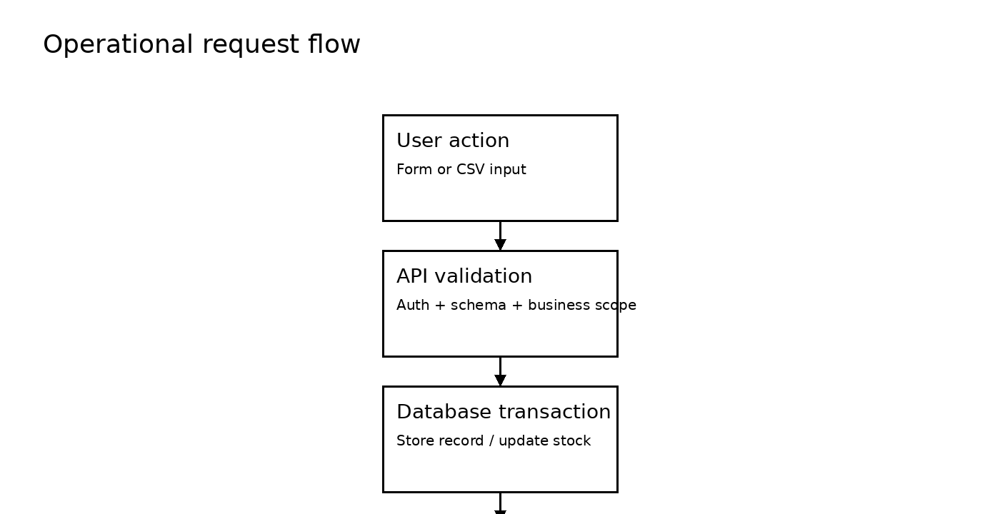 Operational request flow
User action
Form or CSV input
API validation
Auth + schema + business scope
Database transaction
Store record / update stock